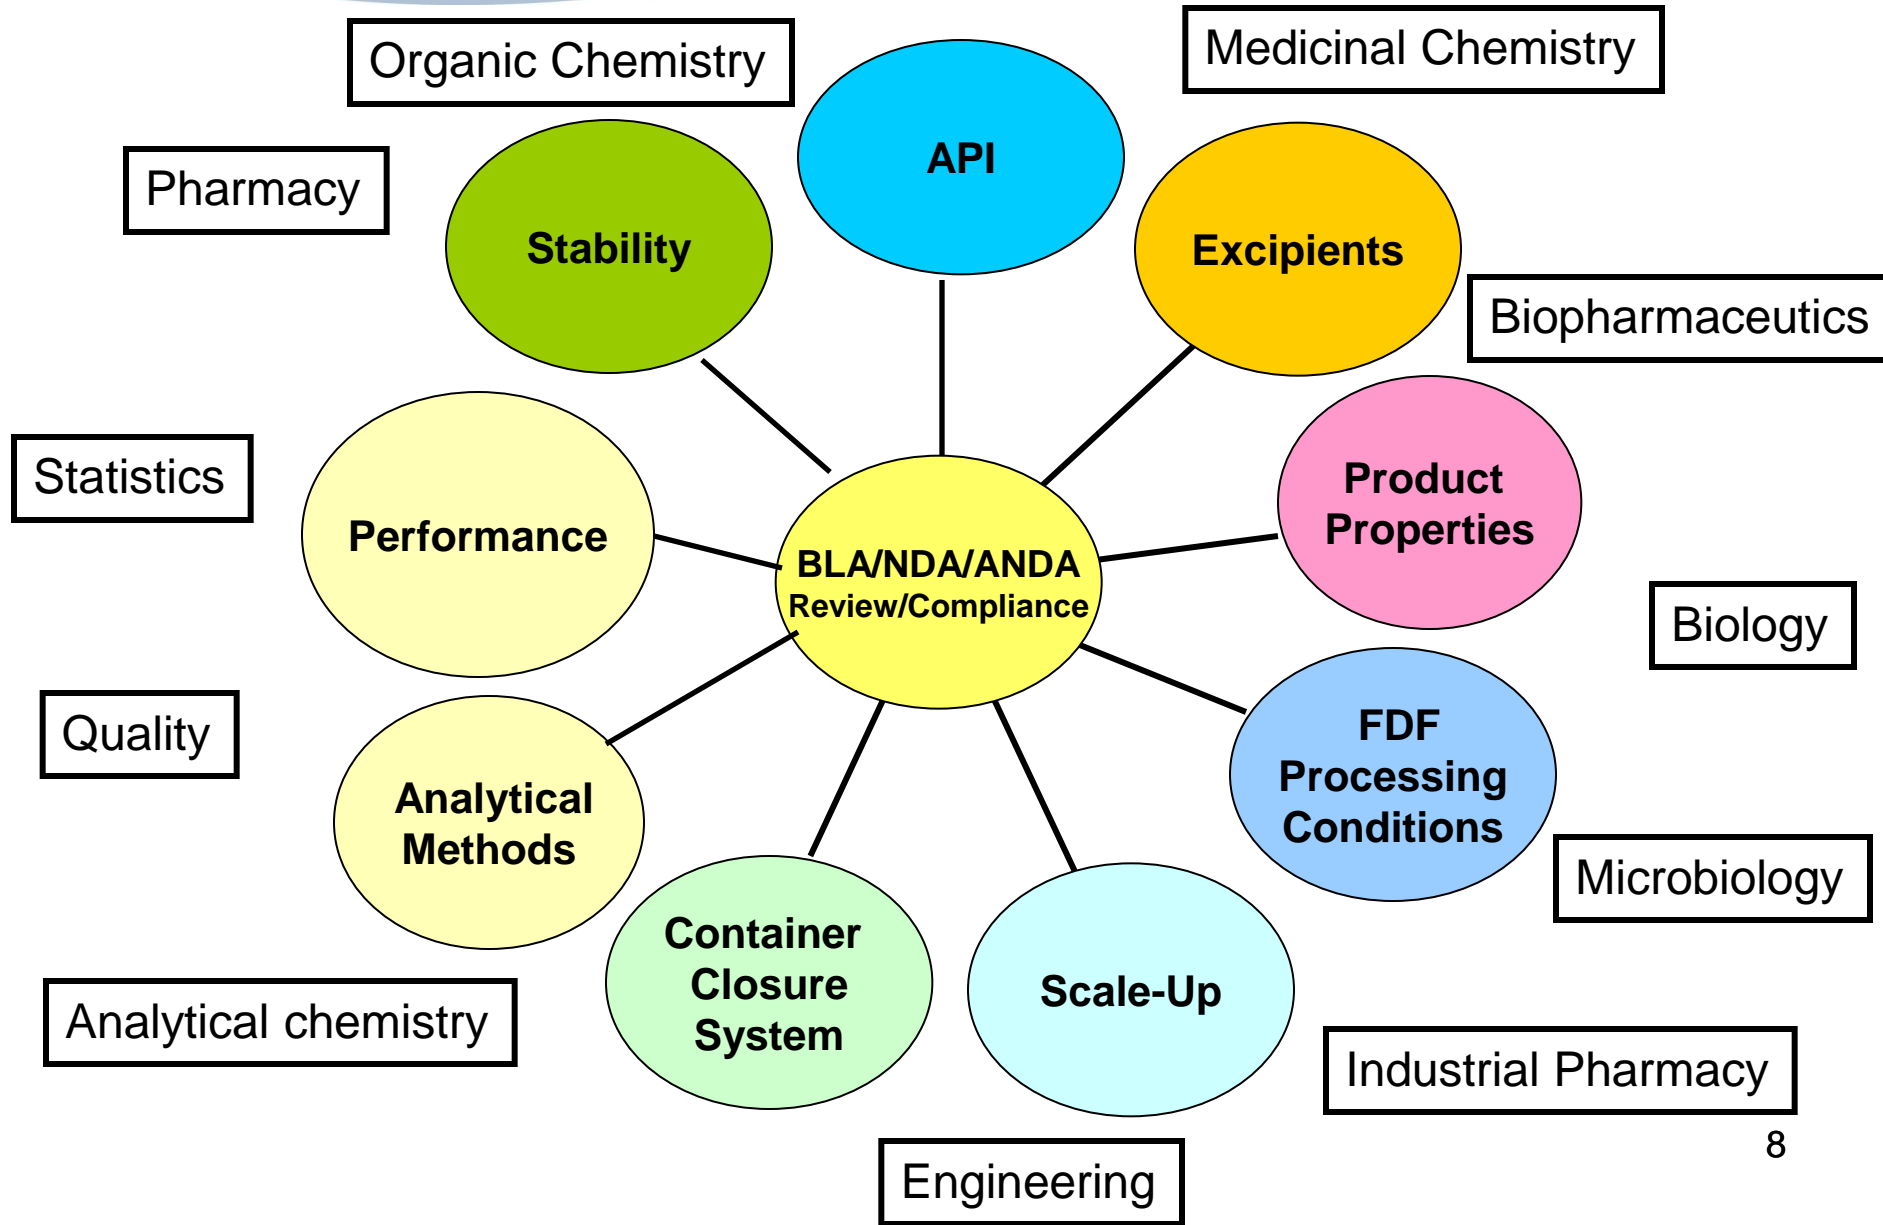 Organic Chemistry
Medicinal Chemistry
API
Pharmacy
Stability
Excipients
Biopharmaceutics
Statistics
Performance
Product
Properties
BLA/NDA/ANDA
Review/Compliance
Biology
Quality
Analytical
Methods
FDF
Processing
Conditions
Microbiology
Container
Closure
System
Scale-Up
Analytical chemistry
Industrial Pharmacy
8
Engineering